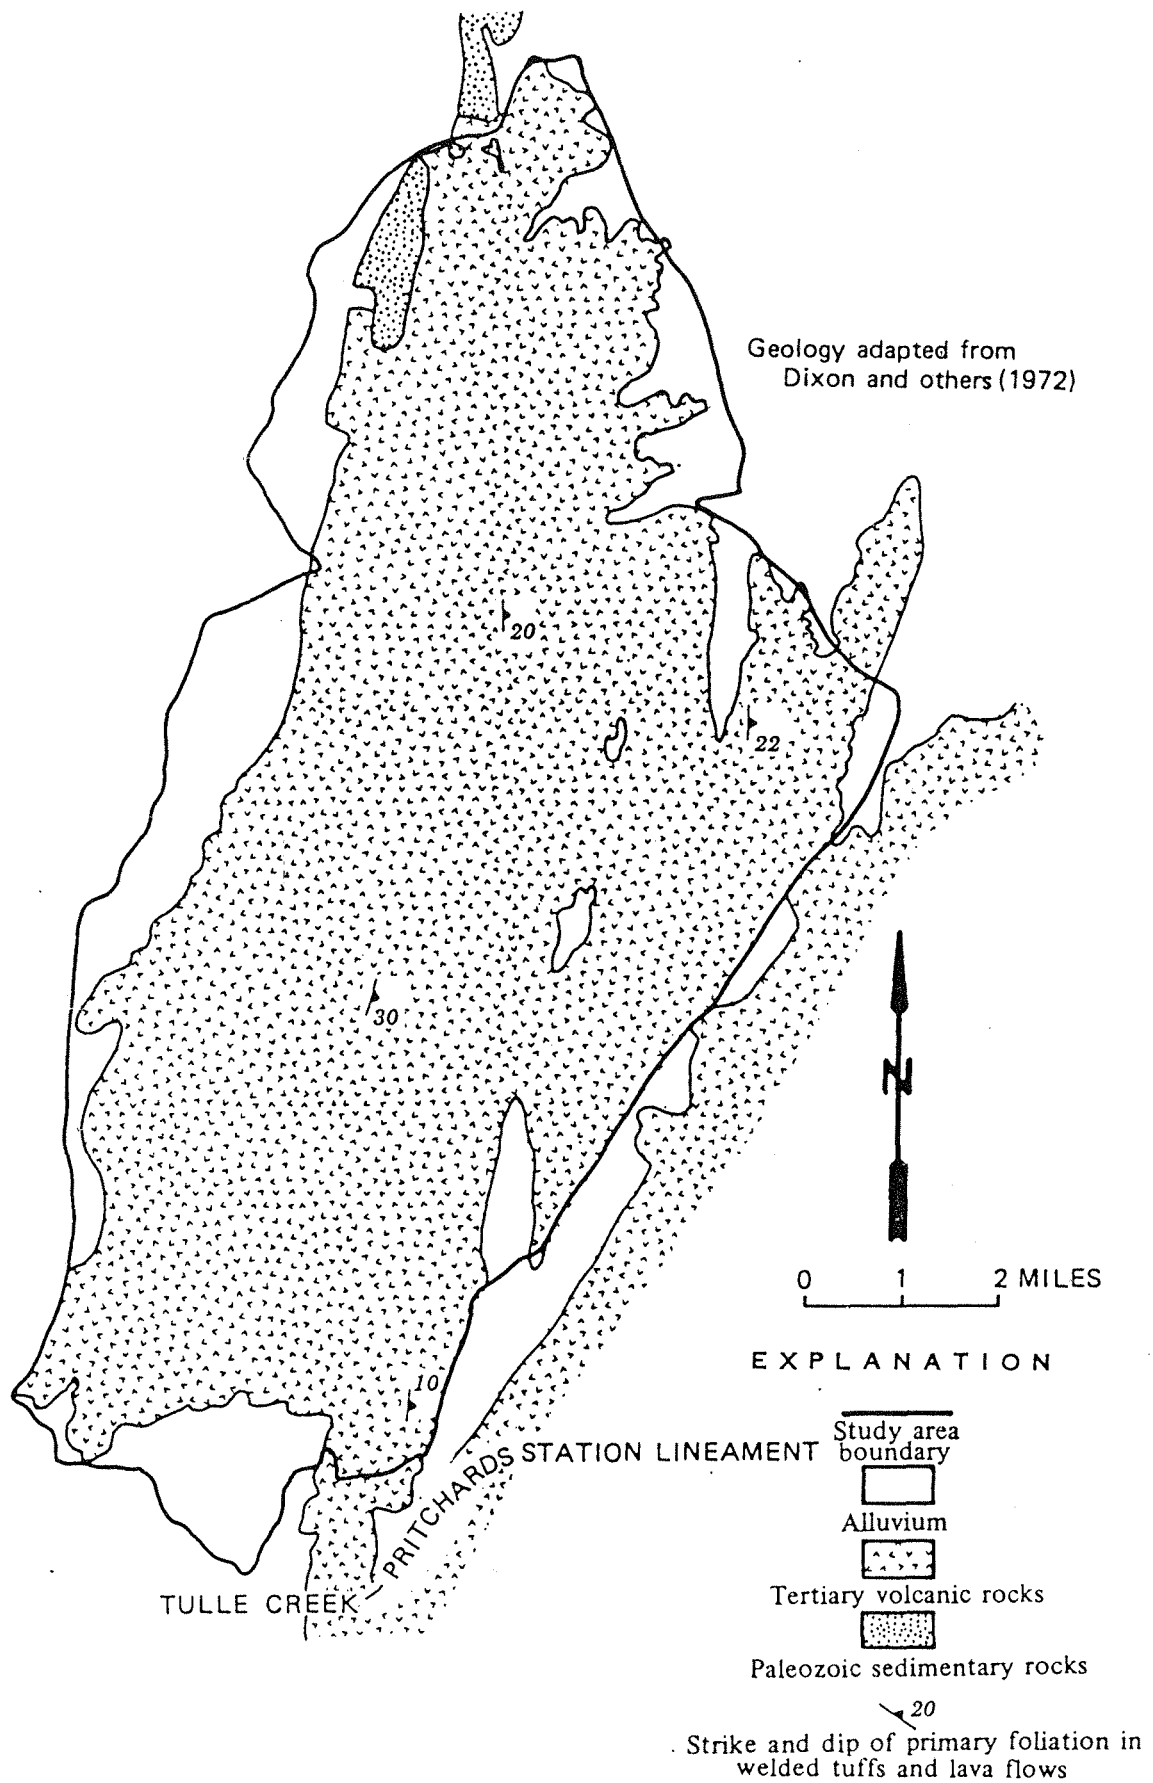 Geology adapted from
Dixon and others (1972)
20
22
30
N
0 1 2 MILES
EXPLANATION
10
Study area
boundary
TULLE CREEK - PRITCHARDS STATION LINEAMENT
Alluvium
Tertiary volcanic rocks
Paleozoic sedimentary rocks
20
Strike and dip of primary foliation in
welded tuffs and lava flows